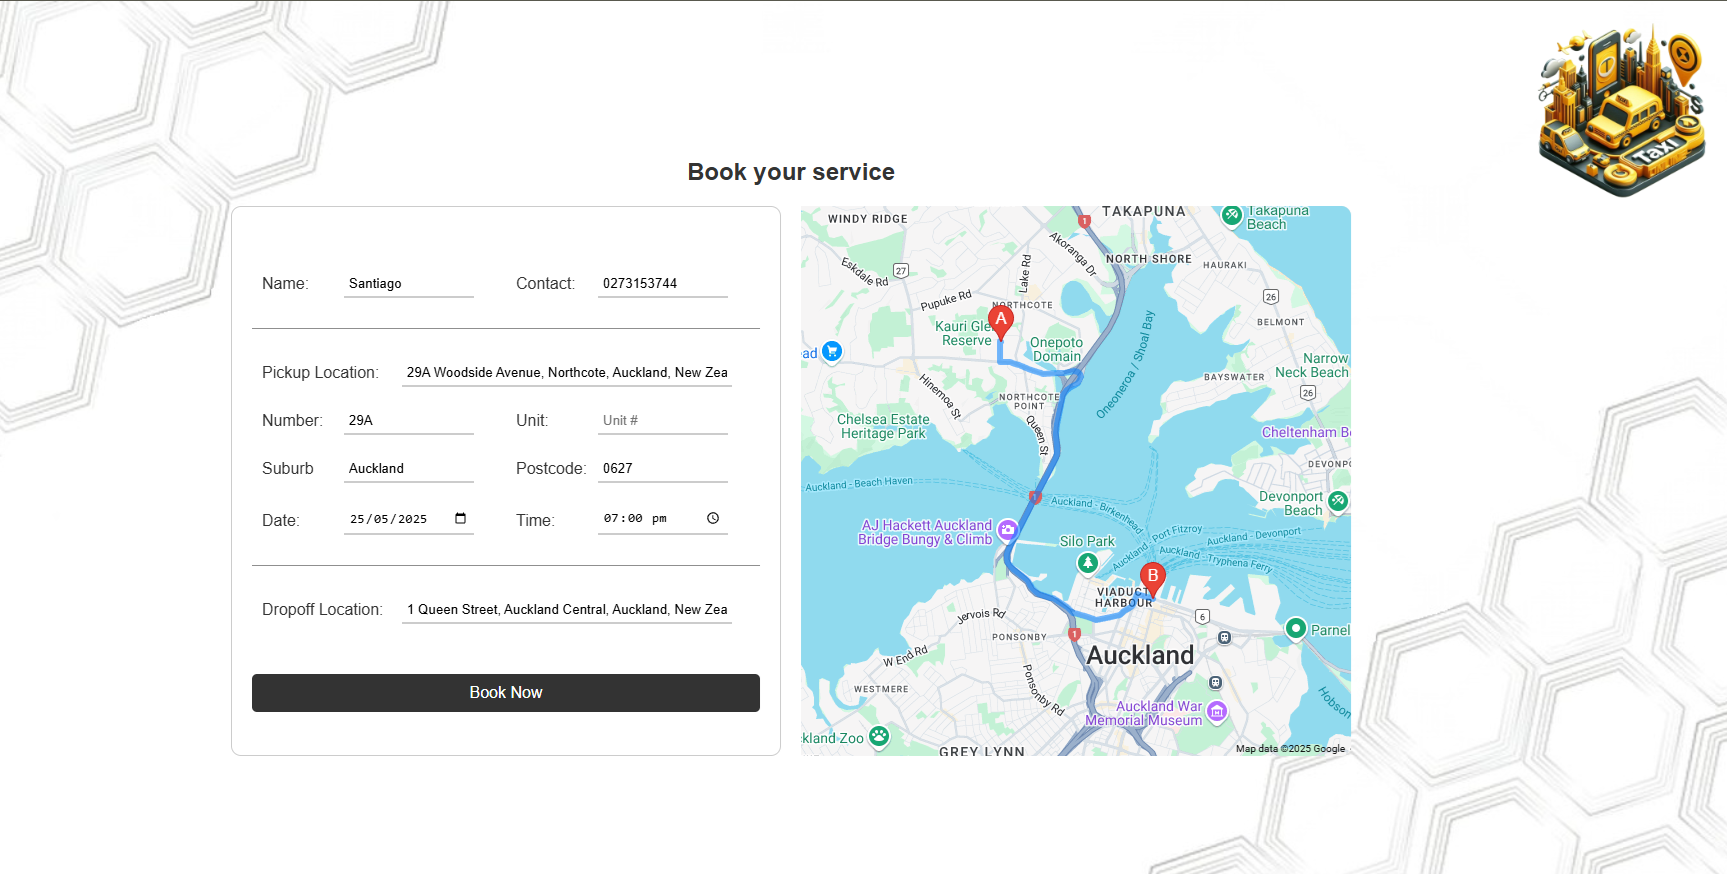 Taxi
Book your service
Name:
Santiago
Contact:
0273153744
Pickup Location:
29A Woodside Avenue, Northcote, Auckland, New Zea
Number:
29A
Unit:
Unit #
Suburb
Auckland
Postcode:
0627
Date:
25/05/2025
Time:
07:00 pm
Dropoff Location:
1 Queen Street, Auckland Central, Auckland, New Zea
Book Now
WINDY RIDGE
TAKAPUNA
1
Takapuna
Beach
Akoranga Dr
NORTH SHORE
HAURAKI
Eskdale Rd
27
Lake Rd
Pupuke Rd
26
NORTHCOTE
A
BELMONT
Kauri Gle
Reserve
Onepoto
Domain
ead
Oneoneroa / Shoal Bay
Narrow
Neck Beach
BAYSWATER
26
Hinemoa St
NORTHCOTE
POINT
Chelsea Estate
Heritage Park
Queen St
Cheltenham Be
DEVONPO
Auckland - Beach Haven
1
Auckland - Birkenhead
Devonport
Beach
AJ Hackett Auckland
Bridge Bungy & Climb
Silo Park
Auckland - Port Fitzroy
Auckland - Devonport
Auckland - Tryphena Ferry
B
VIADUCT
HARBOUR
Jervois Rd
6
PONSONBY
1
Parnel
Auckland
W End Rd
Ponsonby Rd
WESTMERE
Hobson
Auckland War
Memorial Museum
ckland Zoo
GREY LYNN
Map data ©2025 Google